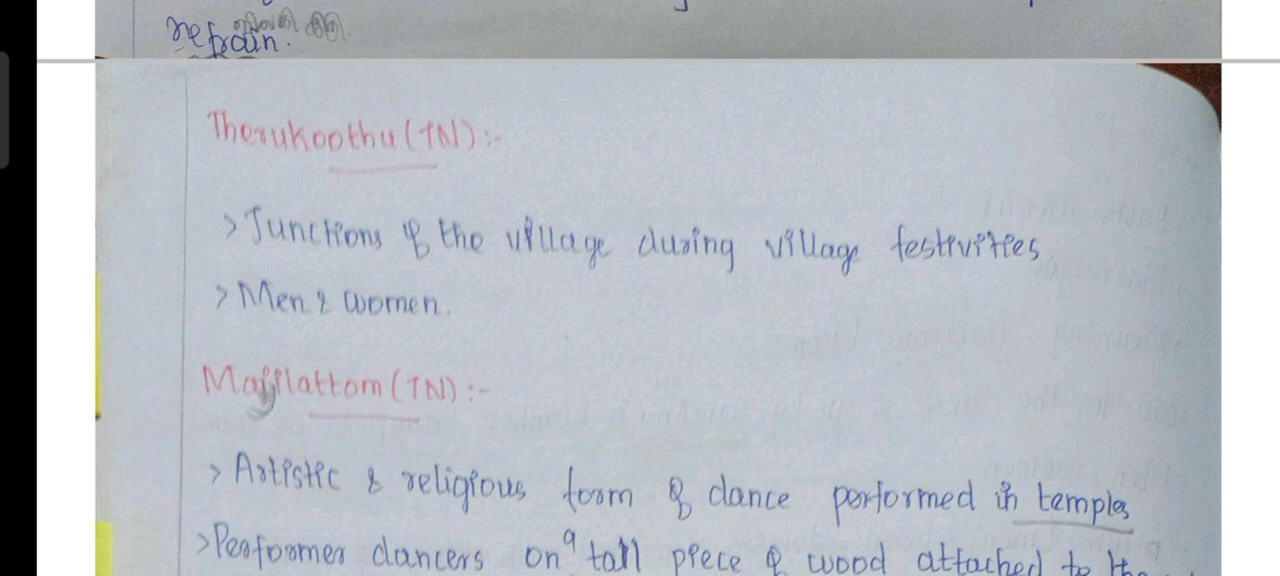 refrain.
Therukoothu (TN) :-
> Junctions of the village during village festivities.
> Men & women.
Mayilattom (TN) :-
> Artistic & religious form of dance performed in temples
> Performer dancers on a tall piece of wood attached to the